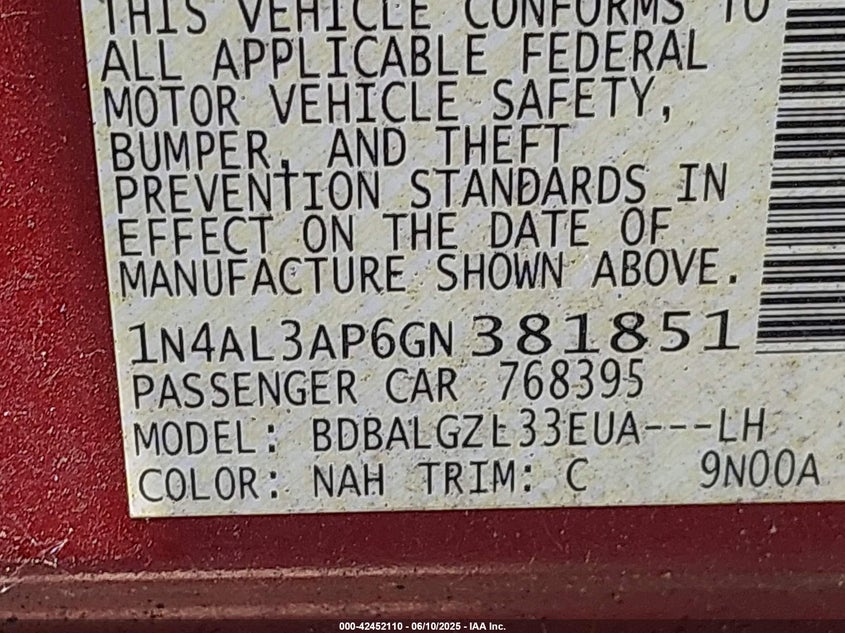 THIS VEHICLE CONFORMS TO
ALL APPLICABLE FEDERAL
MOTOR VEHICLE SAFETY,
BUMPER, AND THEFT
PREVENTION STANDARDS IN
EFFECT ON THE DATE OF
MANUFACTURE SHOWN ABOVE.
1N4AL3AP6GN 381851
PASSENGER CAR 768395
MODEL: BDBALGZL33EUA---LH
COLOR: NAH TRIM: C 9N00A
000-42452110 - 06/10/2025 - IAA Inc.